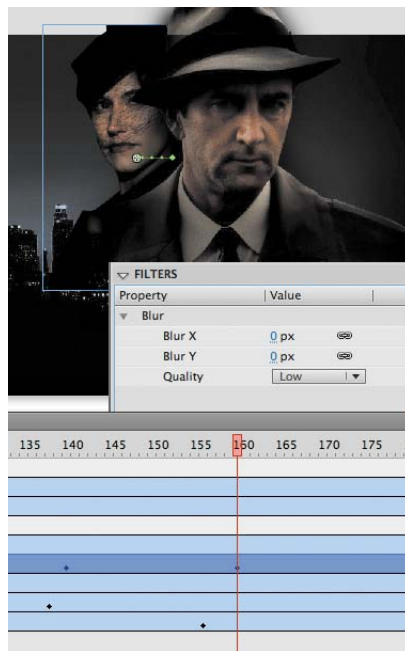 FILTERS
Property Value
Blur
Blur X 0 px
Blur Y 0 px
Quality Low
135 140 145 150 155 160 165 170 175